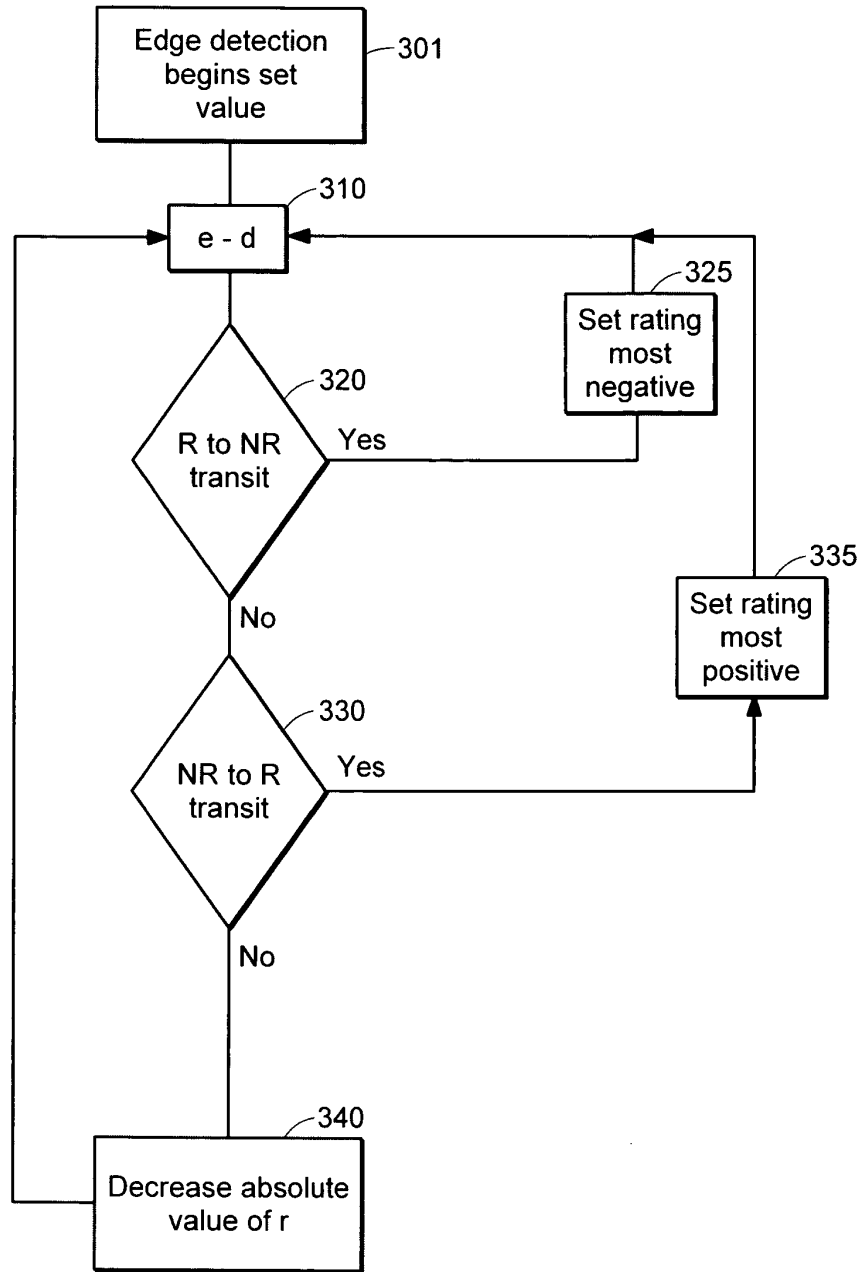 Edge detection
begins set
value
301
310
e - d
325
Set rating
most
negative
320
R to NR
transit
Yes
No
335
Set rating
most
positive
330
NR to R
transit
Yes
No
340
Decrease absolute
value of r